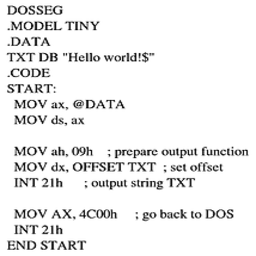 DOSSEG
.MODEL TINY
.DATA
TXT DB "Hello world!$"
.CODE
START:
MOV ax, @DATA
MOV ds, ax
MOV ah, 09h ; prepare output function
MOV dx, OFFSET TXT ; set offset
INT 21h ; output string TXT
MOV AX, 4C00h ; go back to DOS
INT 21h
END START